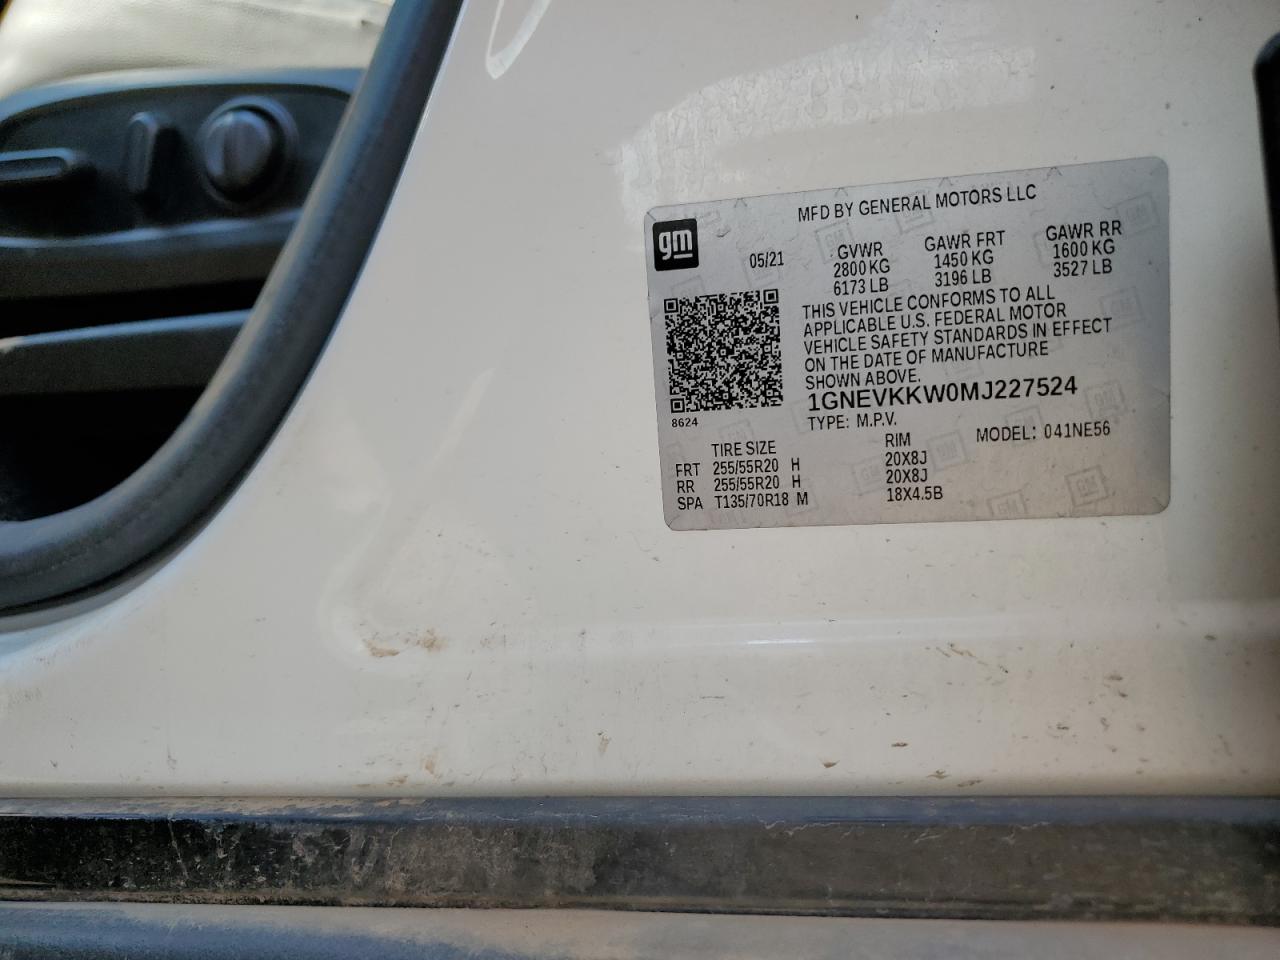 MFD BY GENERAL MOTORS LLC
gm
05/21 GVWR GAWR FRT GAWR RR
2800 KG 1450 KG 1600 KG
6173 LB 3196 LB 3527 LB
THIS VEHICLE CONFORMS TO ALL
APPLICABLE U.S. FEDERAL MOTOR
VEHICLE SAFETY STANDARDS IN EFFECT
ON THE DATE OF MANUFACTURE
SHOWN ABOVE.
1GNEVKKW0MJ227524
8624
TYPE: M.P.V. MODEL: 041NE56
TIRE SIZE RIM
FRT 255/55R20 H 20X8J
RR 255/55R20 H 20X8J
SPA T135/70R18 M 18X4.5B